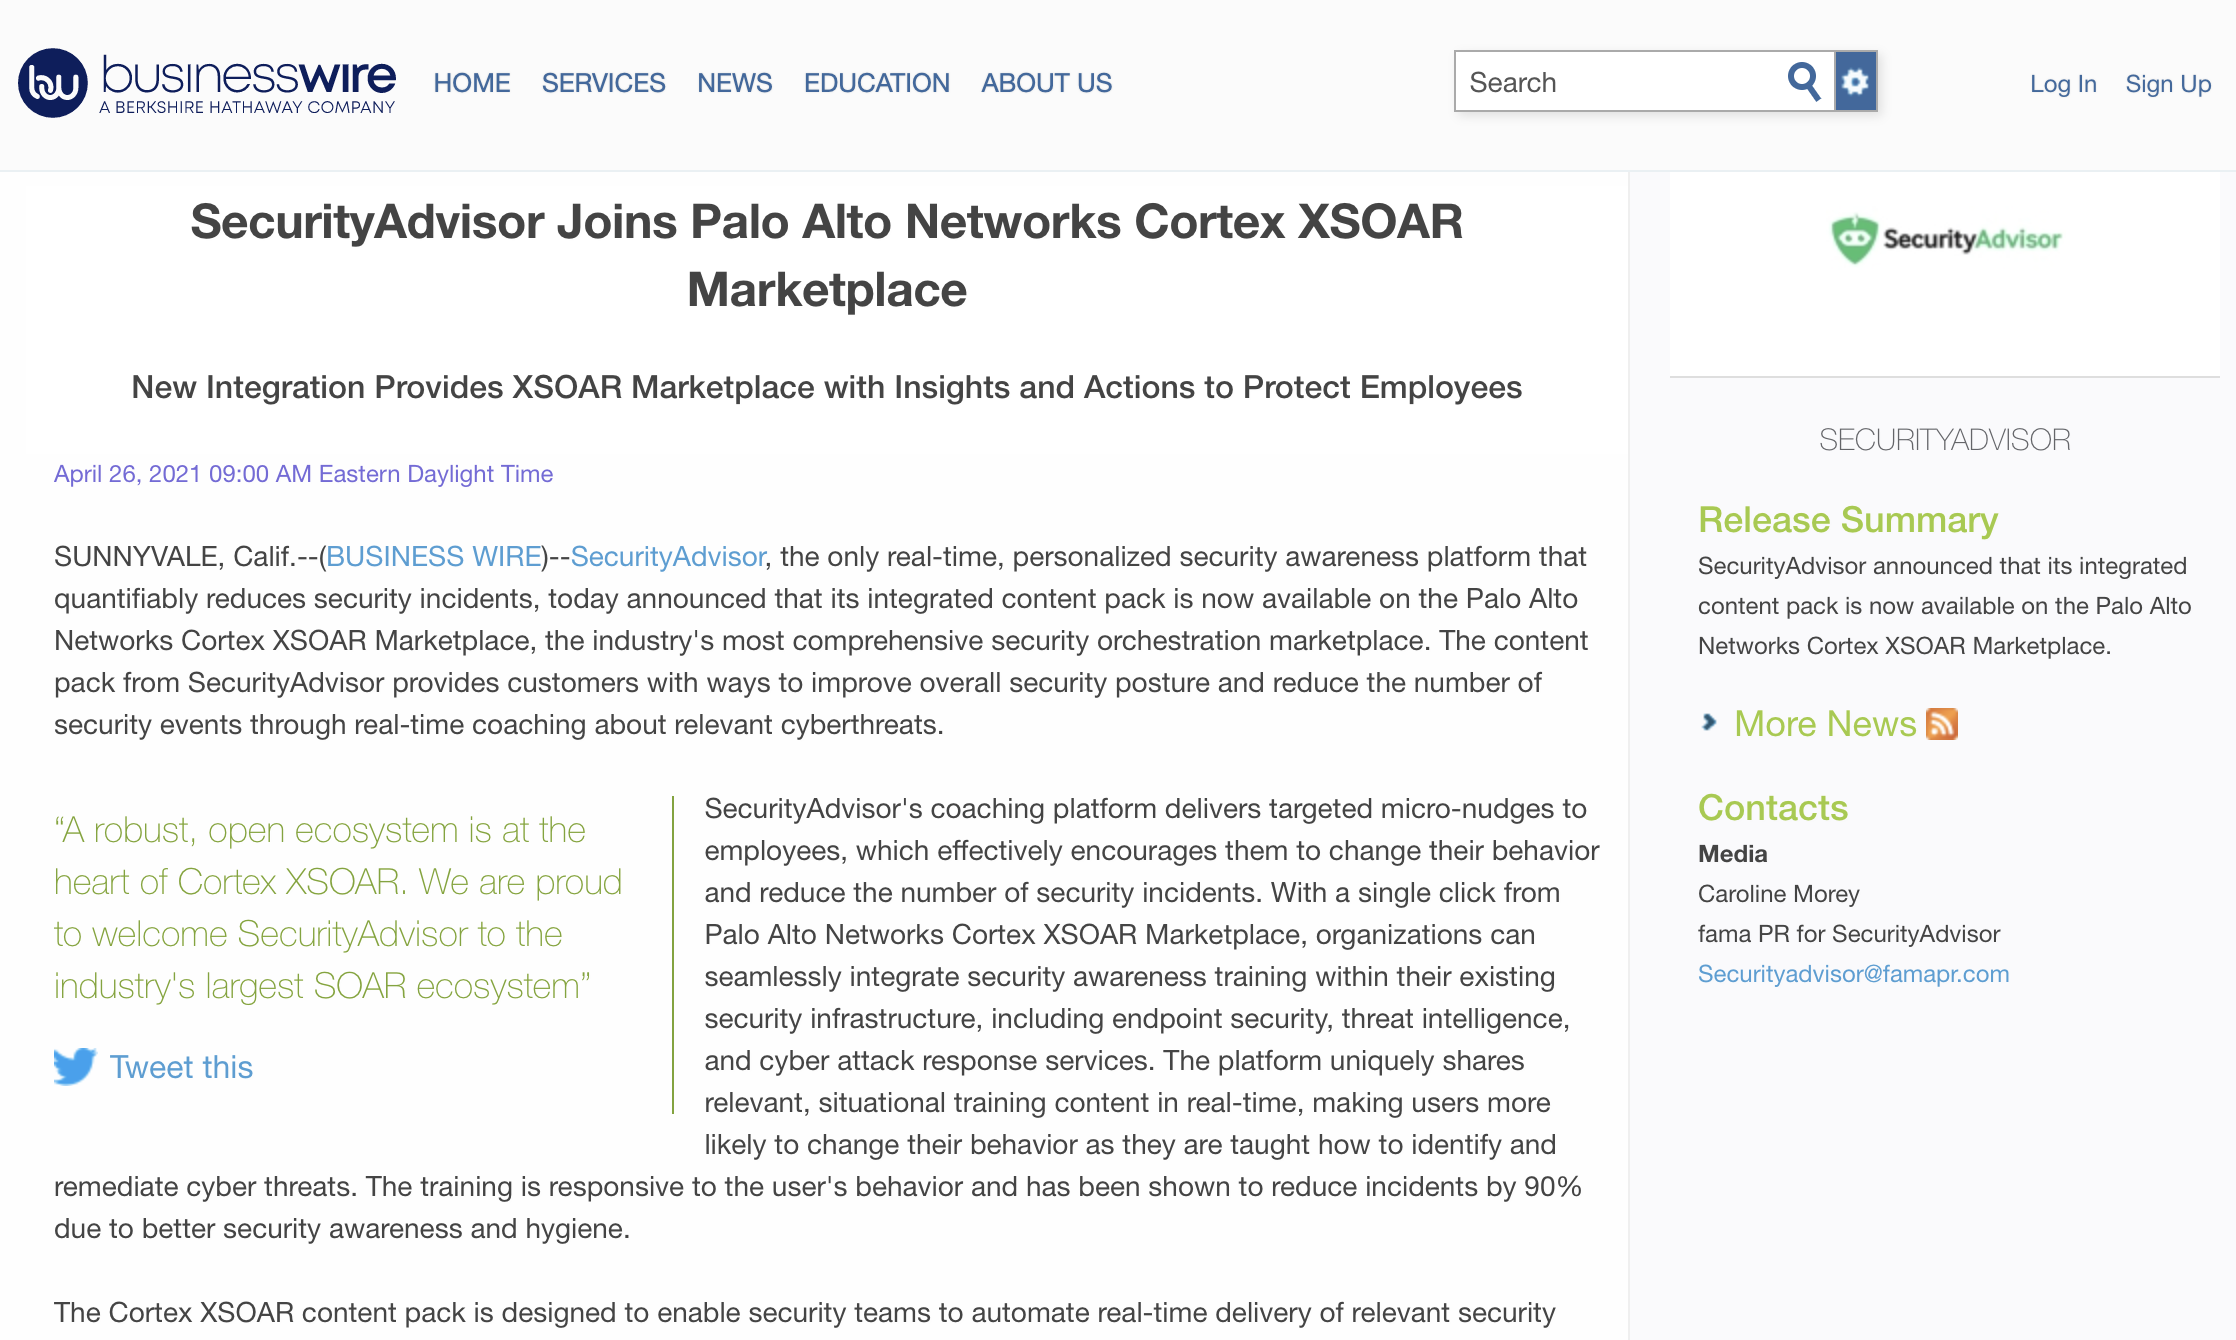 businesswire
A BERKSHIRE HATHAWAY COMPANY
HOME SERVICES NEWS EDUCATION ABOUT US
Search
Log In Sign Up
SecurityAdvisor Joins Palo Alto Networks Cortex XSOAR
Marketplace
New Integration Provides XSOAR Marketplace with Insights and Actions to Protect Employees
April 26, 2021 09:00 AM Eastern Daylight Time
SUNNYVALE, Calif.--(BUSINESS WIRE)--SecurityAdvisor, the only real-time, personalized security awareness platform that
quantifiably reduces security incidents, today announced that its integrated content pack is now available on the Palo Alto
Networks Cortex XSOAR Marketplace, the industry's most comprehensive security orchestration marketplace. The content
pack from SecurityAdvisor provides customers with ways to improve overall security posture and reduce the number of
security events through real-time coaching about relevant cyberthreats.
“A robust, open ecosystem is at the
heart of Cortex XSOAR. We are proud
to welcome SecurityAdvisor to the
industry's largest SOAR ecosystem”
Tweet this
SecurityAdvisor's coaching platform delivers targeted micro-nudges to
employees, which effectively encourages them to change their behavior
and reduce the number of security incidents. With a single click from
Palo Alto Networks Cortex XSOAR Marketplace, organizations can
seamlessly integrate security awareness training within their existing
security infrastructure, including endpoint security, threat intelligence,
and cyber attack response services. The platform uniquely shares
relevant, situational training content in real-time, making users more
likely to change their behavior as they are taught how to identify and
remediate cyber threats. The training is responsive to the user's behavior and has been shown to reduce incidents by 90%
due to better security awareness and hygiene.
The Cortex XSOAR content pack is designed to enable security teams to automate real-time delivery of relevant security
SecurityAdvisor
SECURITYADVISOR
Release Summary
SecurityAdvisor announced that its integrated
content pack is now available on the Palo Alto
Networks Cortex XSOAR Marketplace.
More News
Contacts
Media
Caroline Morey
fama PR for SecurityAdvisor
Securityadvisor@famapr.com